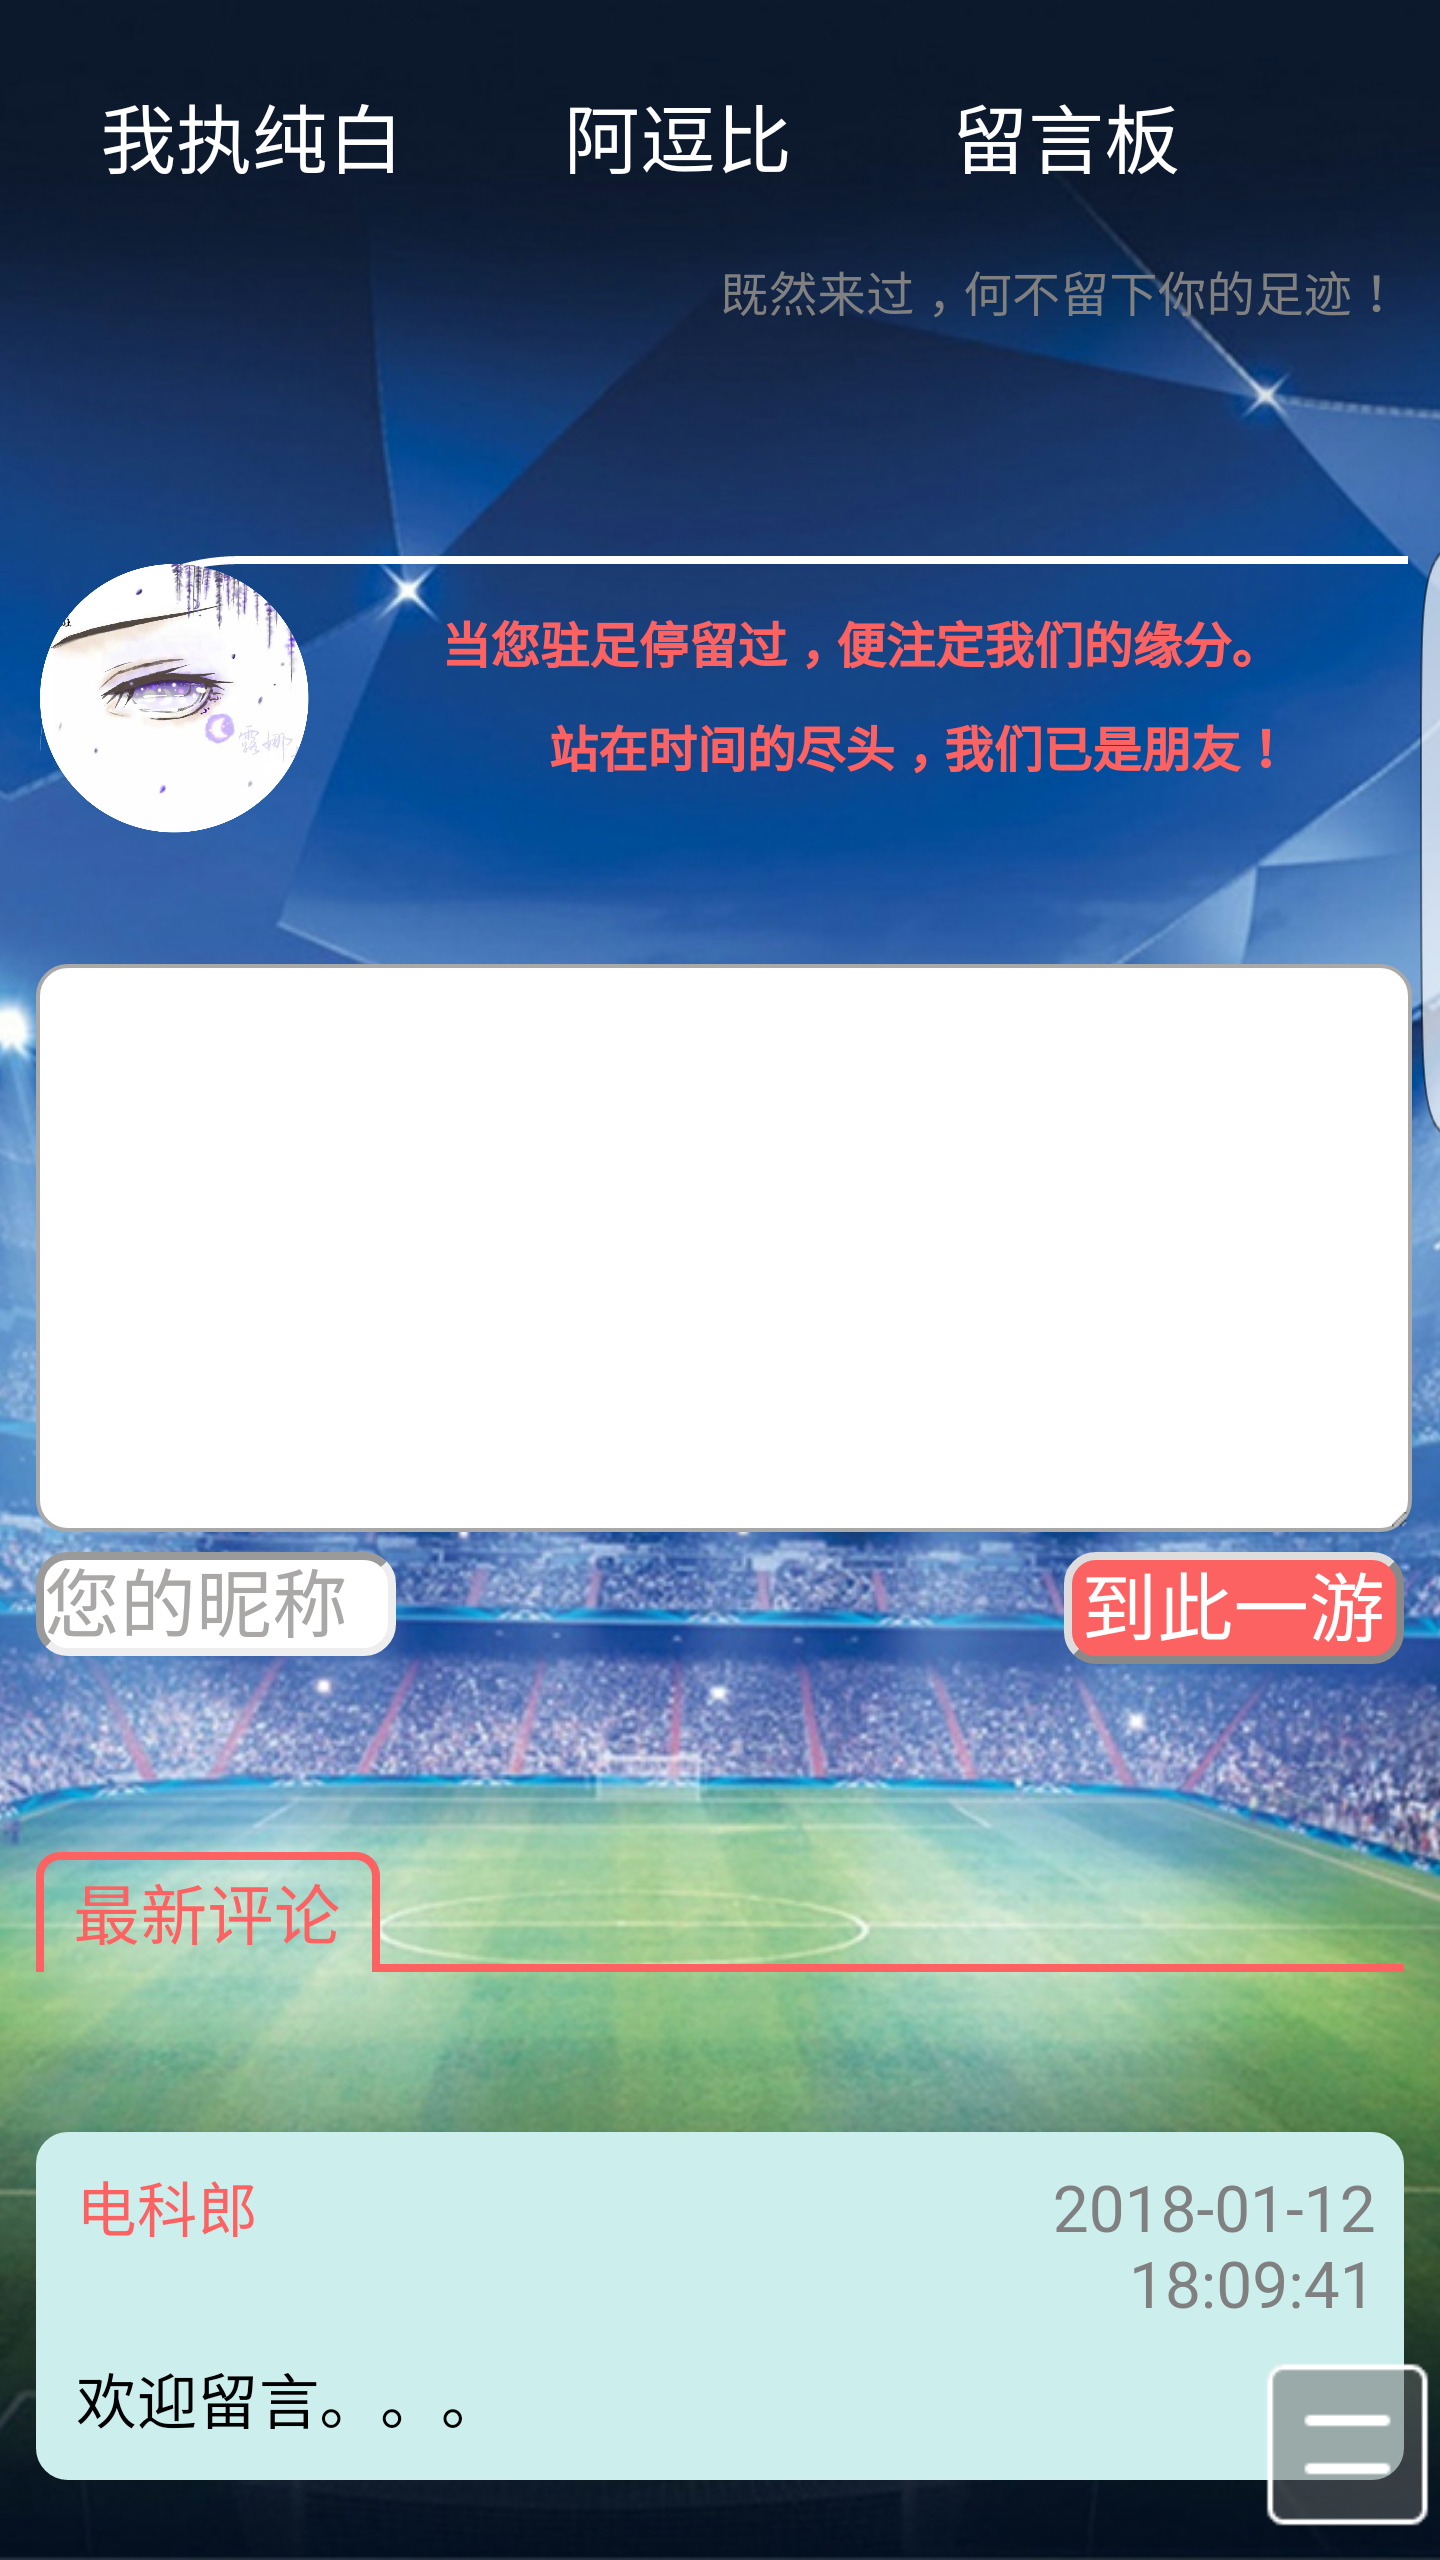 我执纯白 阿逗比 留言板
既然来过，何不留下你的足迹！
当您驻足停留过，便注定我们的缘分。
站在时间的尽头，我们已是朋友！
露娜
您的昵称 到此一游
最新评论
电科郎 2018-01-12
18:09:41
欢迎留言。。。